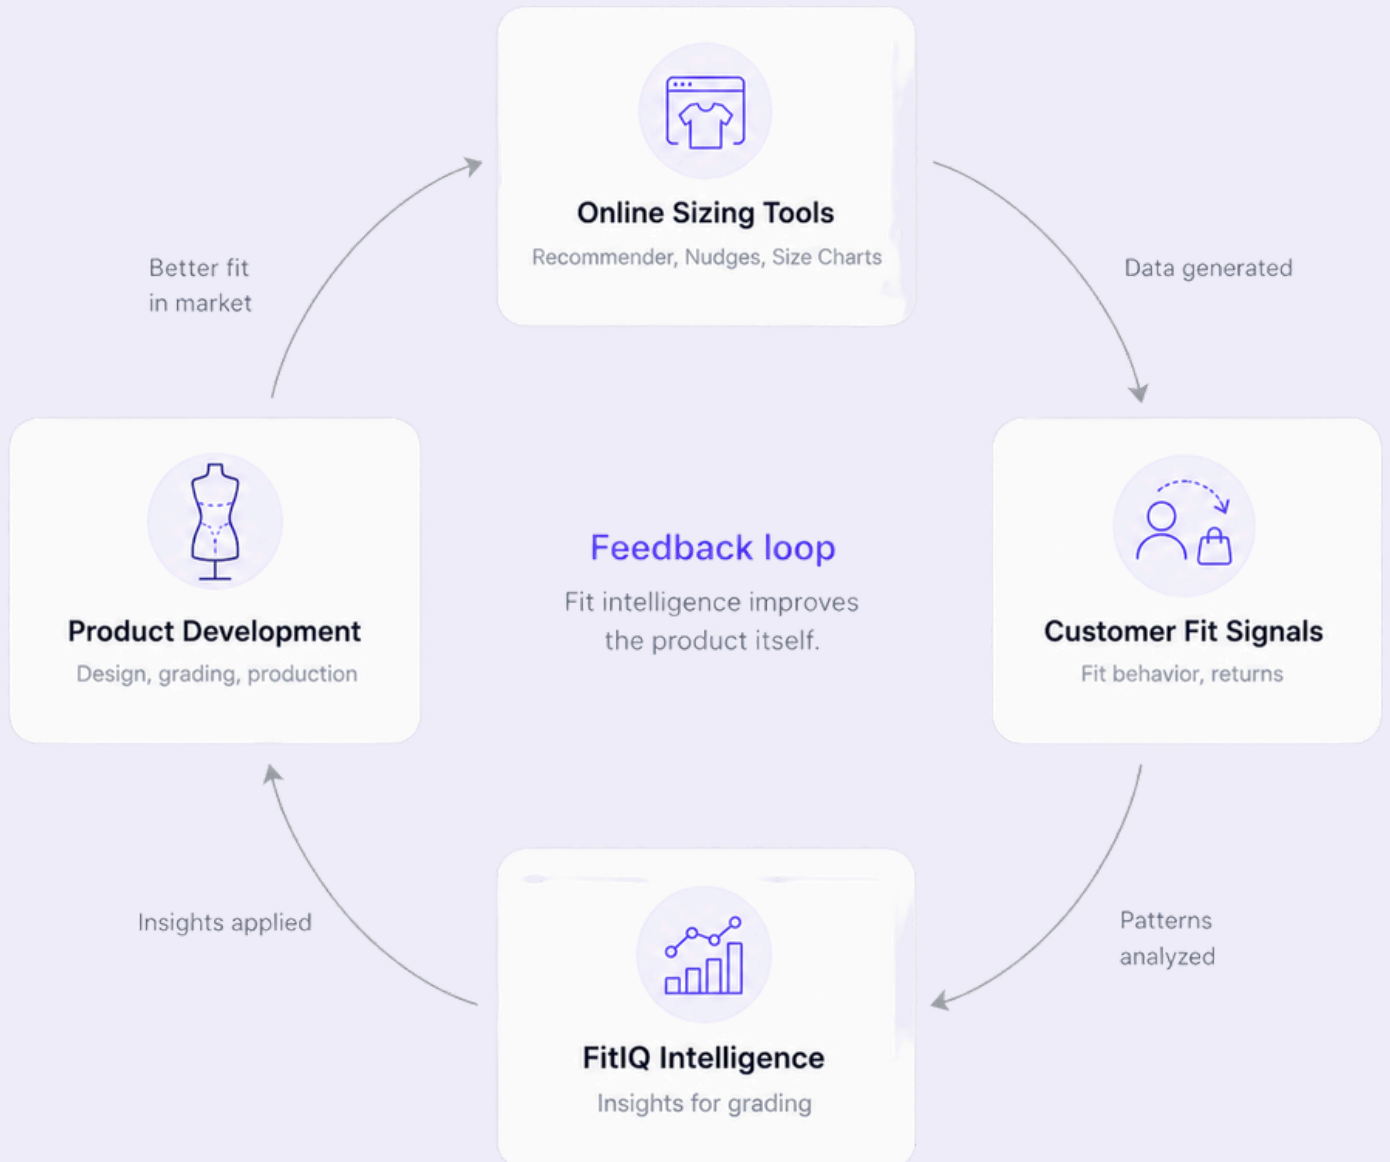 Online Sizing Tools
Recommender, Nudges, Size Charts
Better fit
in market
Data generated
Product Development
Design, grading, production
Feedback loop
Fit intelligence improves
the product itself.
Customer Fit Signals
Fit behavior, returns
Insights applied
Patterns
analyzed
FitIQ Intelligence
Insights for grading